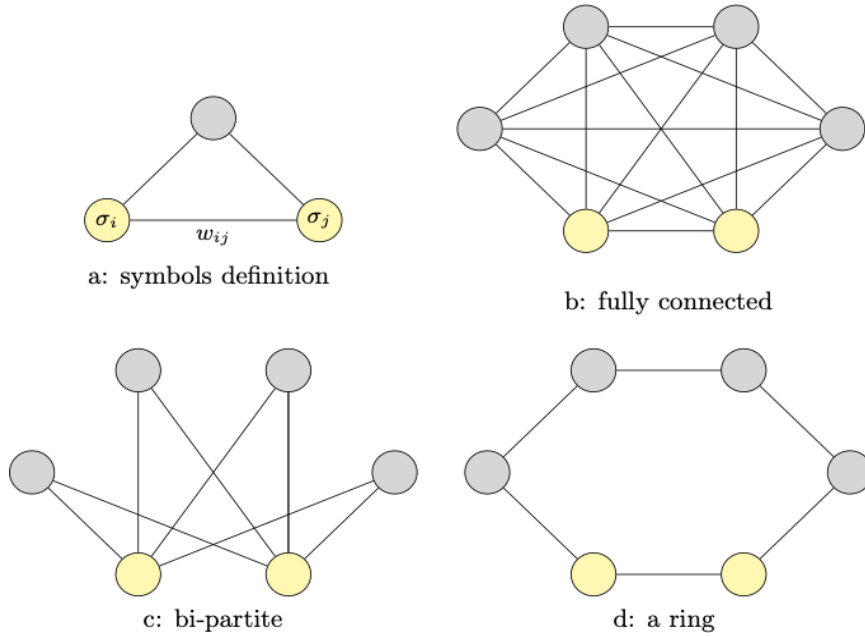 σᵢ
σⱼ
wᵢⱼ
a: symbols definition
b: fully connected
c: bi-partite
d: a ring